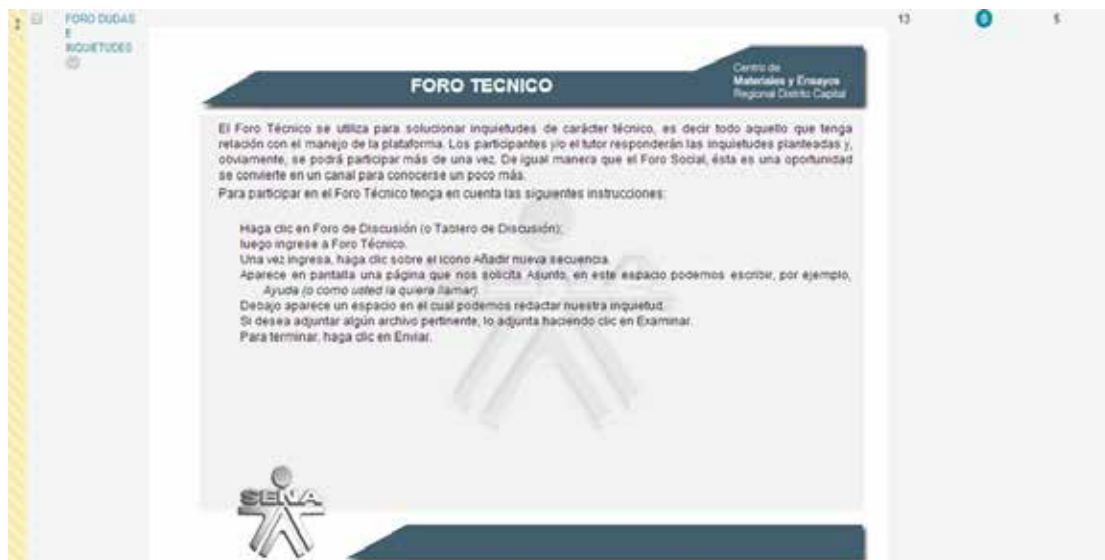 FORO DUDAS
E
INQUIETUDES
13
0
5
FORO TECNICO
Centro de
Materiales y Ensayos
Regional Distrito Capital
El Foro Técnico se utiliza para solucionar inquietudes de carácter técnico, es decir todo aquello que tenga
relación con el manejo de la plataforma. Los participantes y/o el tutor responderán las inquietudes planteadas y,
obviamente, se podrá participar más de una vez. De igual manera que el Foro Social, ésta es una oportunidad
se convierte en un canal para conocerse un poco más.
Para participar en el Foro Técnico tenga en cuenta las siguientes instrucciones:
Haga clic en Foro de Discusión (o Tablero de Discusión);
luego ingrese a Foro Técnico.
Una vez ingresa, haga clic sobre el icono Añadir nueva secuencia.
Aparece en pantalla una página que nos solicita Asunto, en este espacio podemos escribir, por ejemplo,
Ayuda (o como usted la quiera llamar).
Debajo aparece un espacio en el cual podemos redactar nuestra inquietud.
Si desea adjuntar algún archivo pertinente, lo adjunta haciendo clic en Examinar.
Para terminar, haga clic en Enviar.
SENA